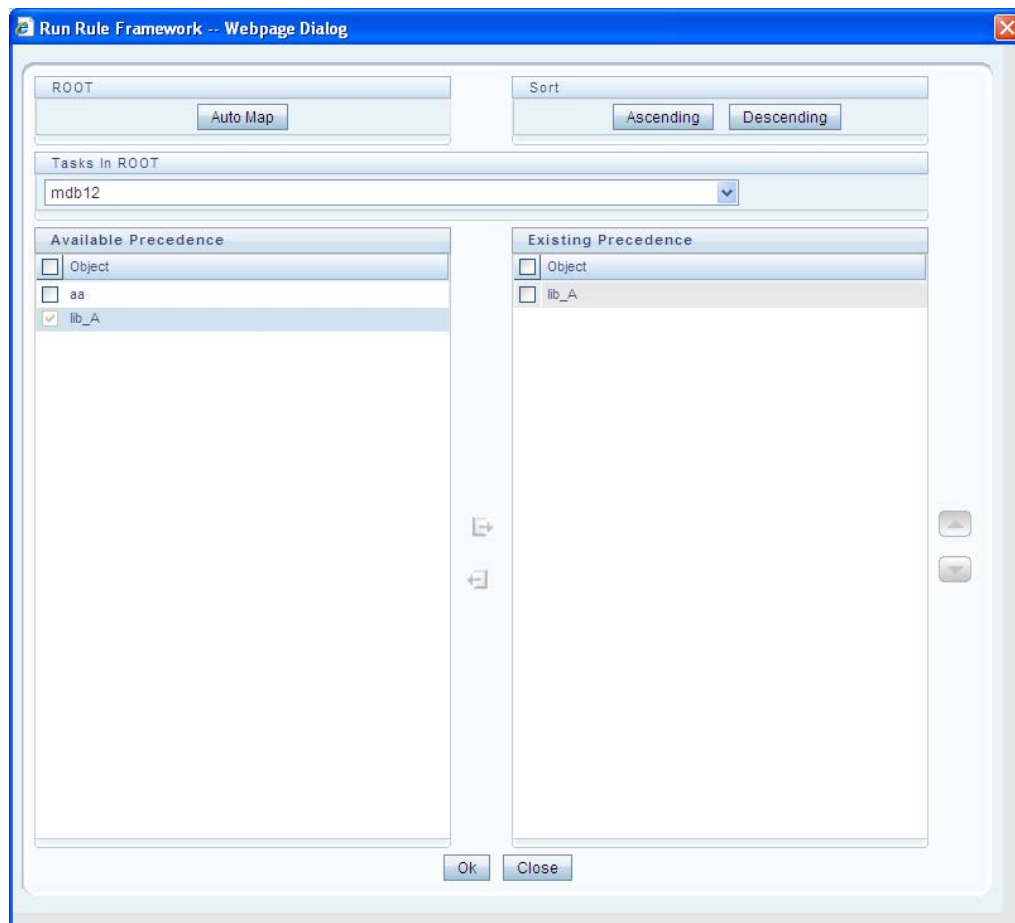 Run Rule Framework -- Webpage Dialog
ROOT
Sort
Auto Map
Ascending
Descending
Tasks In ROOT
mdb12
Available Precedence
Existing Precedence
Object
Object
aa
lib_A
lib_A
Ok
Close